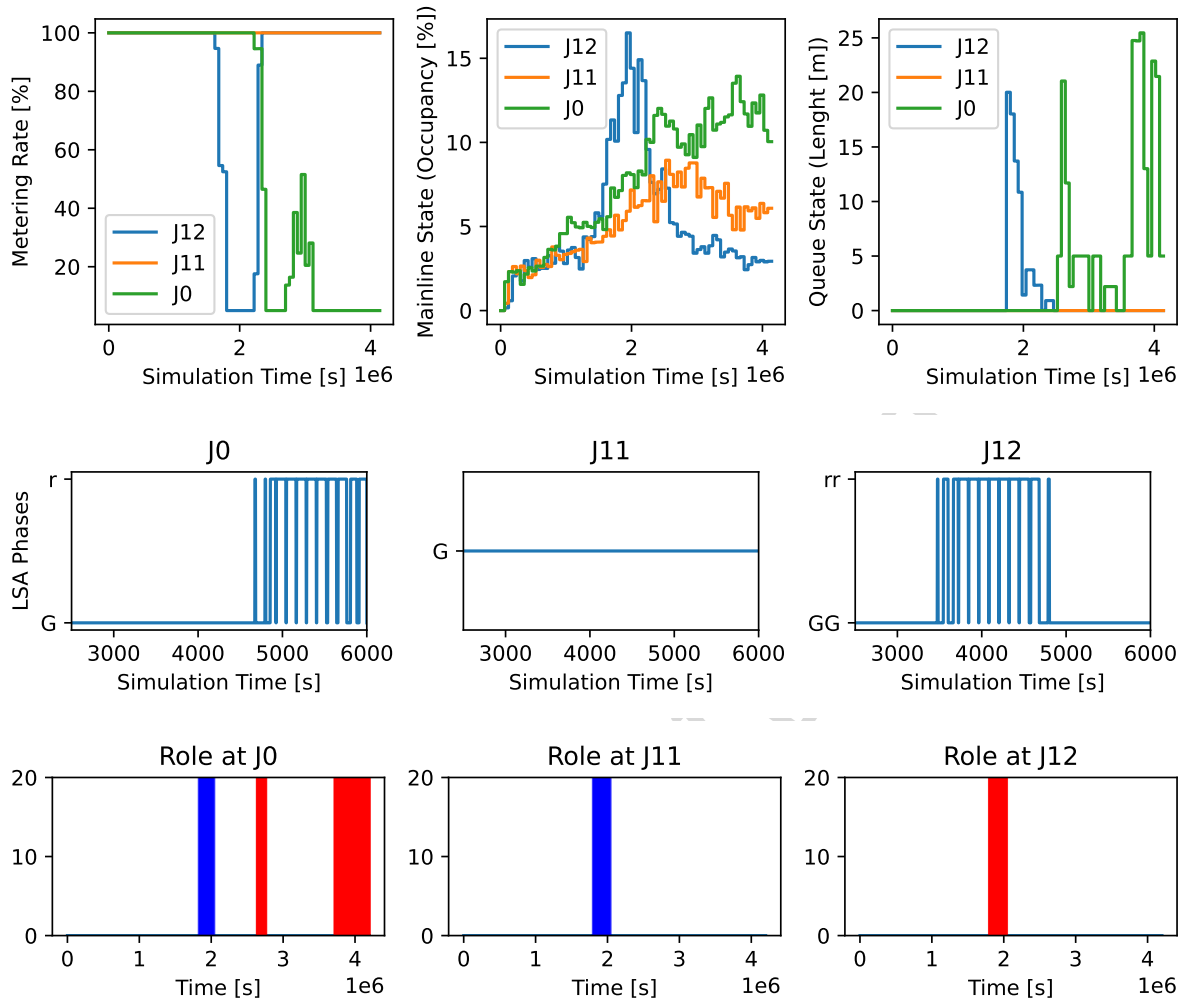 Metering Rate [%]
100
80
60
40
20
J12
J11
J0
0
2
4
Simulation Time [s]
1e6
Mainline State (Occupancy [%])
15
10
5
0
J12
J11
J0
0
2
4
Simulation Time [s]
1e6
Queue State (Lenght [m])
25
20
15
10
5
0
J12
J11
J0
0
2
4
Simulation Time [s]
1e6
J0
LSA Phases
r
G
3000
4000
5000
6000
Simulation Time [s]
J11
G
3000
4000
5000
6000
Simulation Time [s]
J12
rr
GG
3000
4000
5000
6000
Simulation Time [s]
Role at J0
20
10
0
0
2
4
Time [s]
1e6
Role at J11
20
10
0
0
1
2
3
4
Time [s]
1e6
Role at J12
20
10
0
0
1
2
3
4
Time [s]
1e6